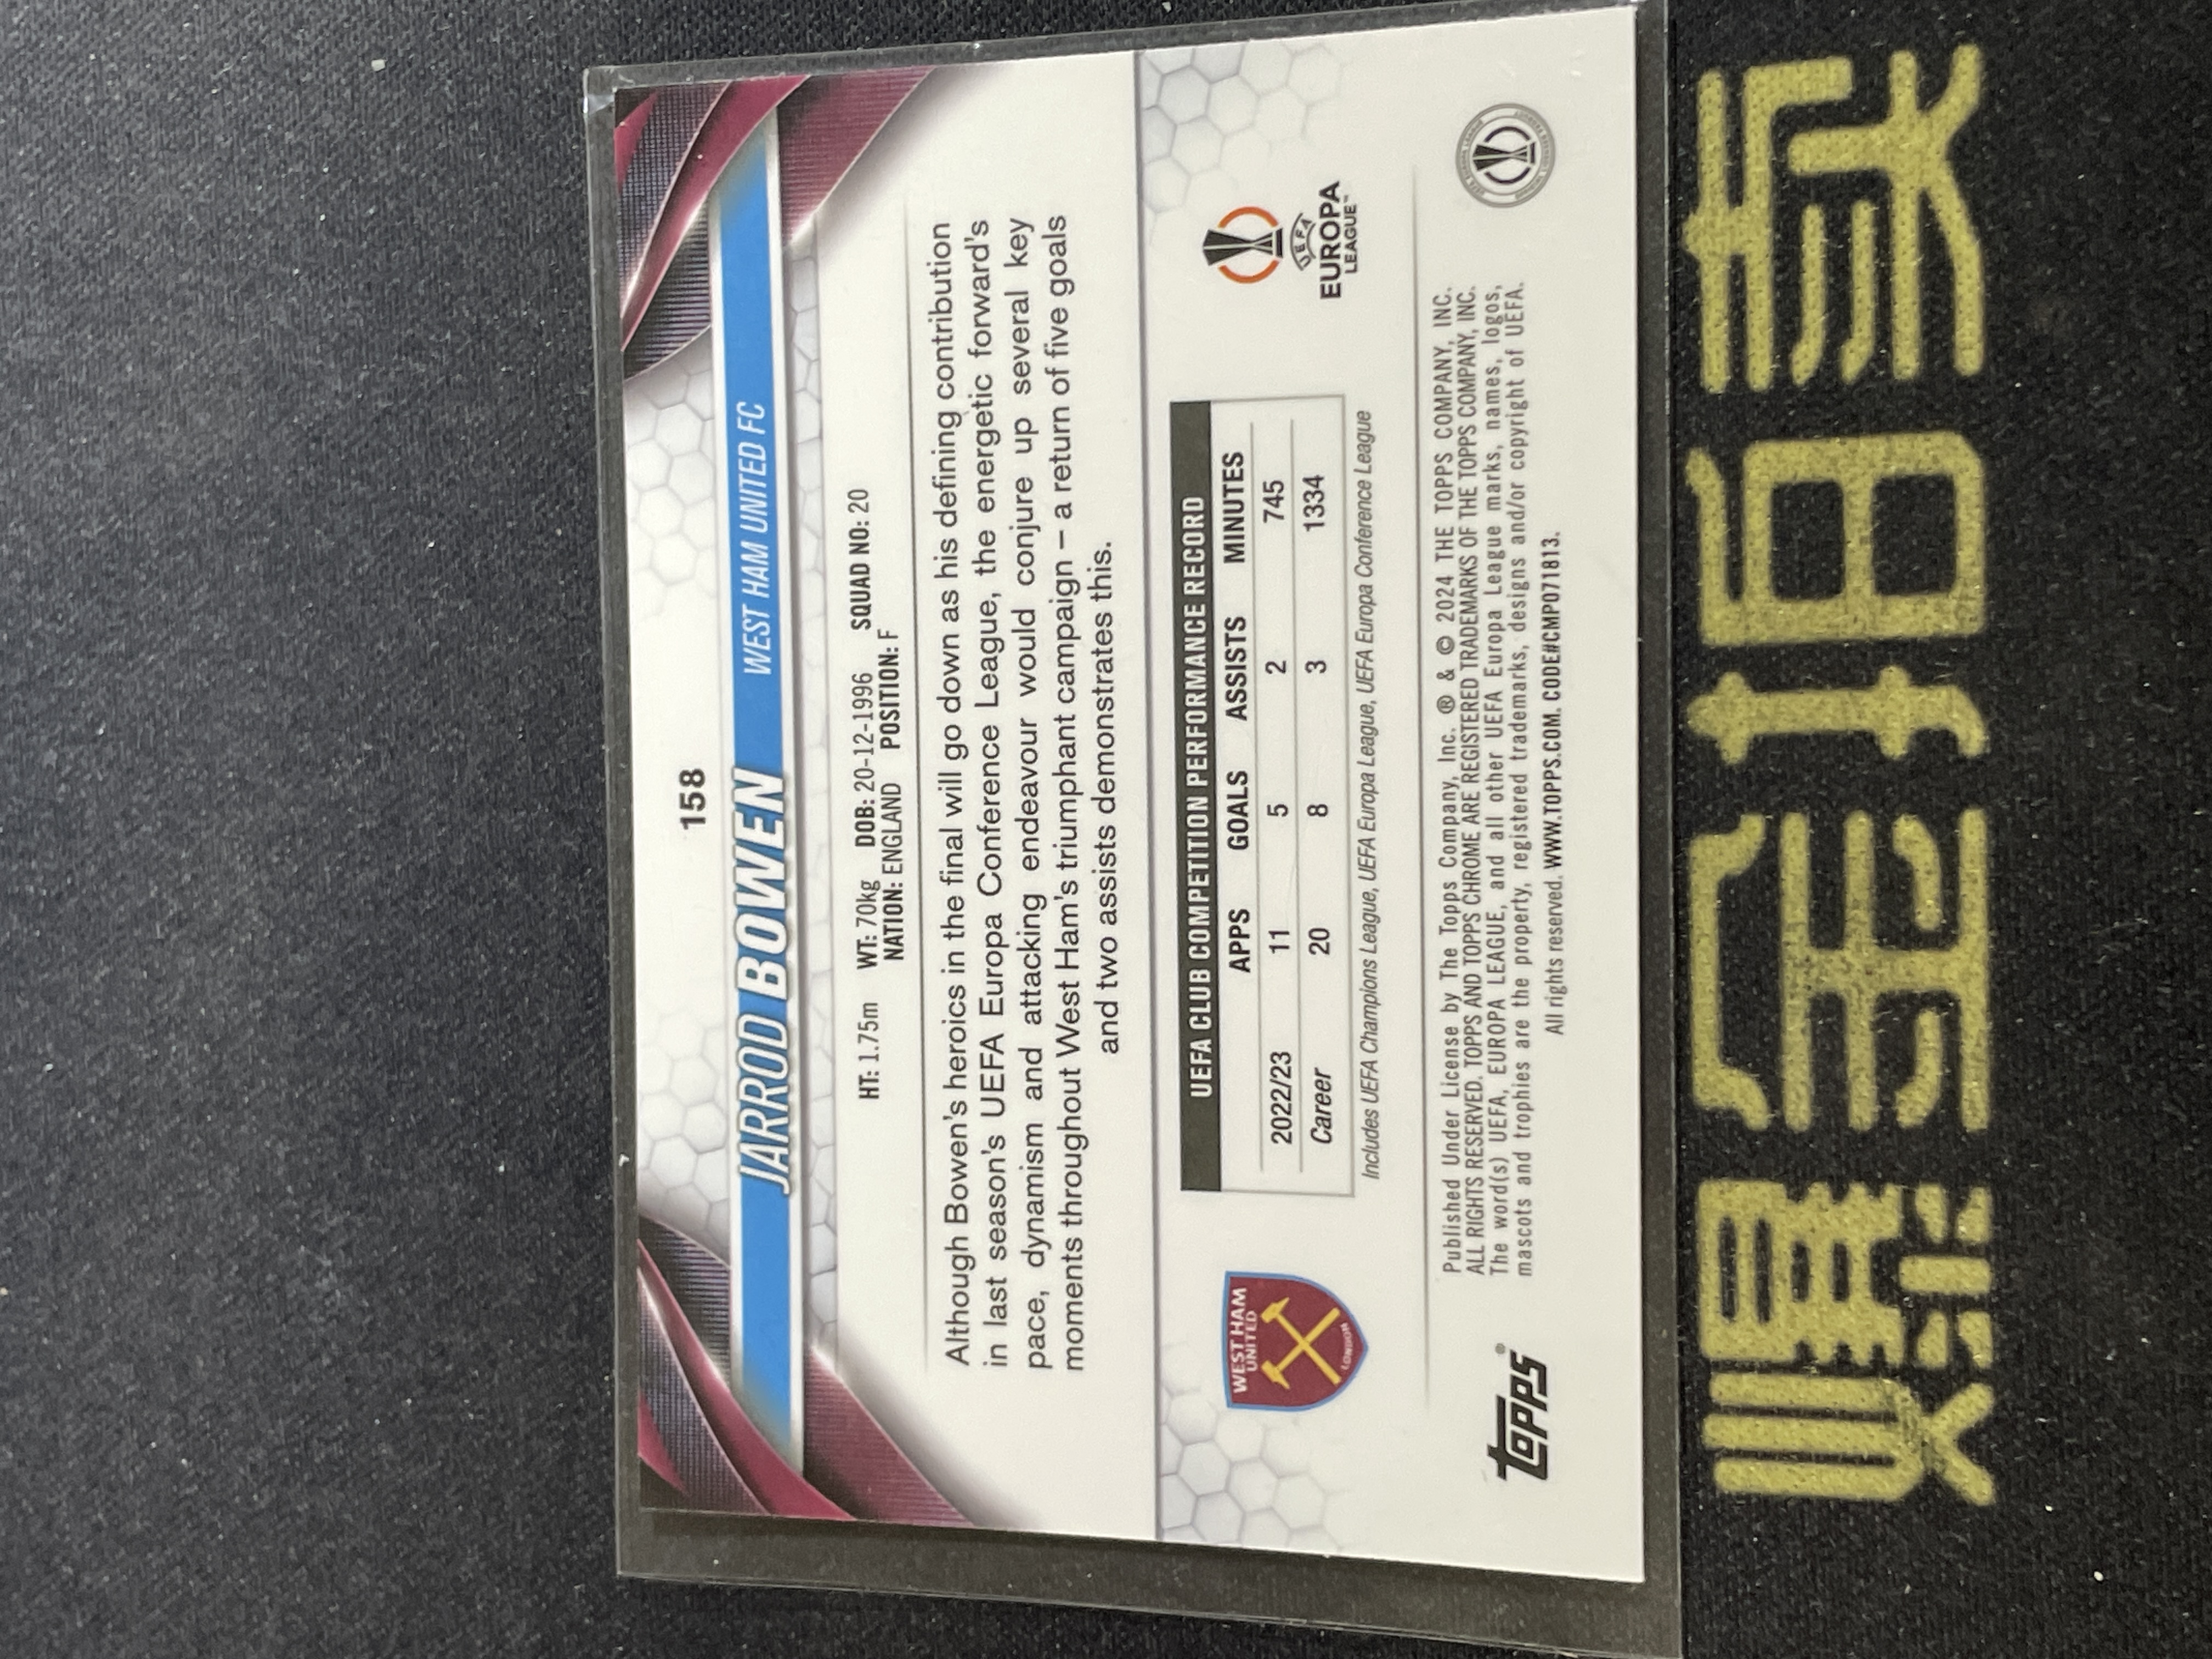 158
JARROD BOWEN WEST HAM UNITED FC
HT: 1.75m WT: 70kg DOB: 20-12-1996 SQUAD NO: 20
NATION: ENGLAND POSITION: F
Although Bowen's heroics in the final will go down as his defining contribution
in last season's UEFA Europa Conference League, the energetic forward's
pace, dynamism and attacking endeavour would conjure up several key
moments throughout West Ham's triumphant campaign – a return of five goals
and two assists demonstrates this.
UEFA CLUB COMPETITION PERFORMANCE RECORD
APPS GOALS ASSISTS MINUTES
2022/23 11 5 2 745
Career 20 8 3 1334
Includes UEFA Champions League, UEFA Europa League, UEFA Europa Conference League
WEST HAM
UNITED
LONDON
UEFA
EUROPA
LEAGUE™
topps®
Published Under License by The Topps Company, Inc. ® & © 2024 THE TOPPS COMPANY, INC.
ALL RIGHTS RESERVED. TOPPS AND TOPPS CHROME ARE REGISTERED TRADEMARKS OF THE TOPPS COMPANY, INC.
The word(s) UEFA, EUROPA LEAGUE, and all other UEFA Europa League marks, names, logos,
mascots and trophies are the property, registered trademarks, designs and/or copyright of UEFA.
All rights reserved. WWW.TOPPS.COM. CODE#CMP071813.